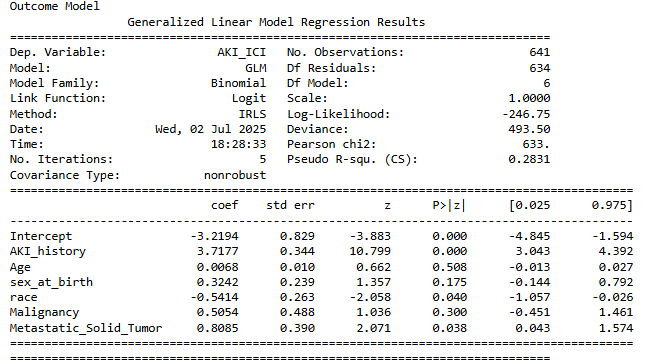 Outcome Model
Generalized Linear Model Regression Results
==============================================================================
Dep. Variable: AKI_ICI No. Observations: 641
Model: GLM Df Residuals: 634
Model Family: Binomial Df Model: 6
Link Function: Logit Scale: 1.0000
Method: IRLS Log-Likelihood: -246.75
Date: Wed, 02 Jul 2025 Deviance: 493.50
Time: 18:28:33 Pearson chi2: 633.
No. Iterations: 5 Pseudo R-squ. (CS): 0.2831
Covariance Type: nonrobust
==========================================================================================
coef std err z P>|z| [0.025 0.975]
------------------------------------------------------------------------------------------
Intercept -3.2194 0.829 -3.883 0.000 -4.845 -1.594
AKI_history 3.7177 0.344 10.799 0.000 3.043 4.392
Age 0.0068 0.010 0.662 0.508 -0.013 0.027
sex_at_birth 0.3242 0.239 1.357 0.175 -0.144 0.792
race -0.5414 0.263 -2.058 0.040 -1.057 -0.026
Malignancy 0.5054 0.488 1.036 0.300 -0.451 1.461
Metastatic_Solid_Tumor 0.8085 0.390 2.071 0.038 0.043 1.574
==========================================================================================
==============================================================================